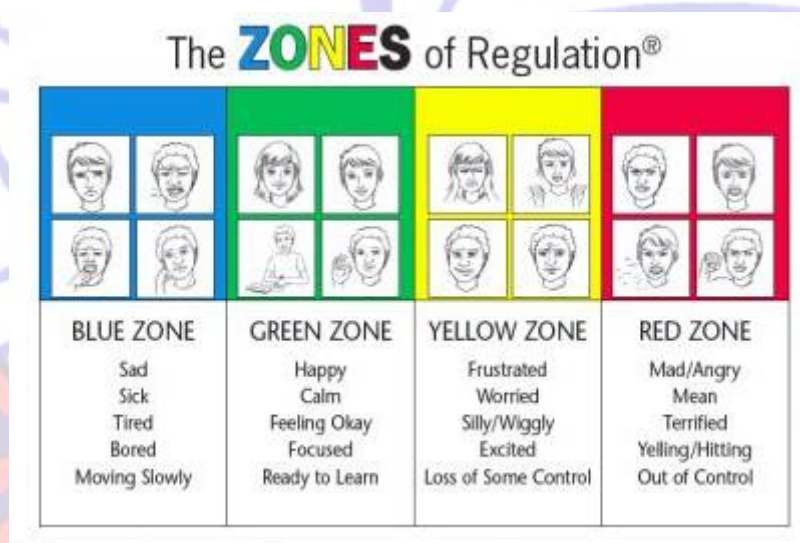 The ZONES of Regulation®
BLUE ZONE
Sad
Sick
Tired
Bored
Moving Slowly
GREEN ZONE
Happy
Calm
Feeling Okay
Focused
Ready to Learn
YELLOW ZONE
Frustrated
Worried
Silly/Wiggly
Excited
Loss of Some Control
RED ZONE
Mad/Angry
Mean
Terrified
Yelling/Hitting
Out of Control